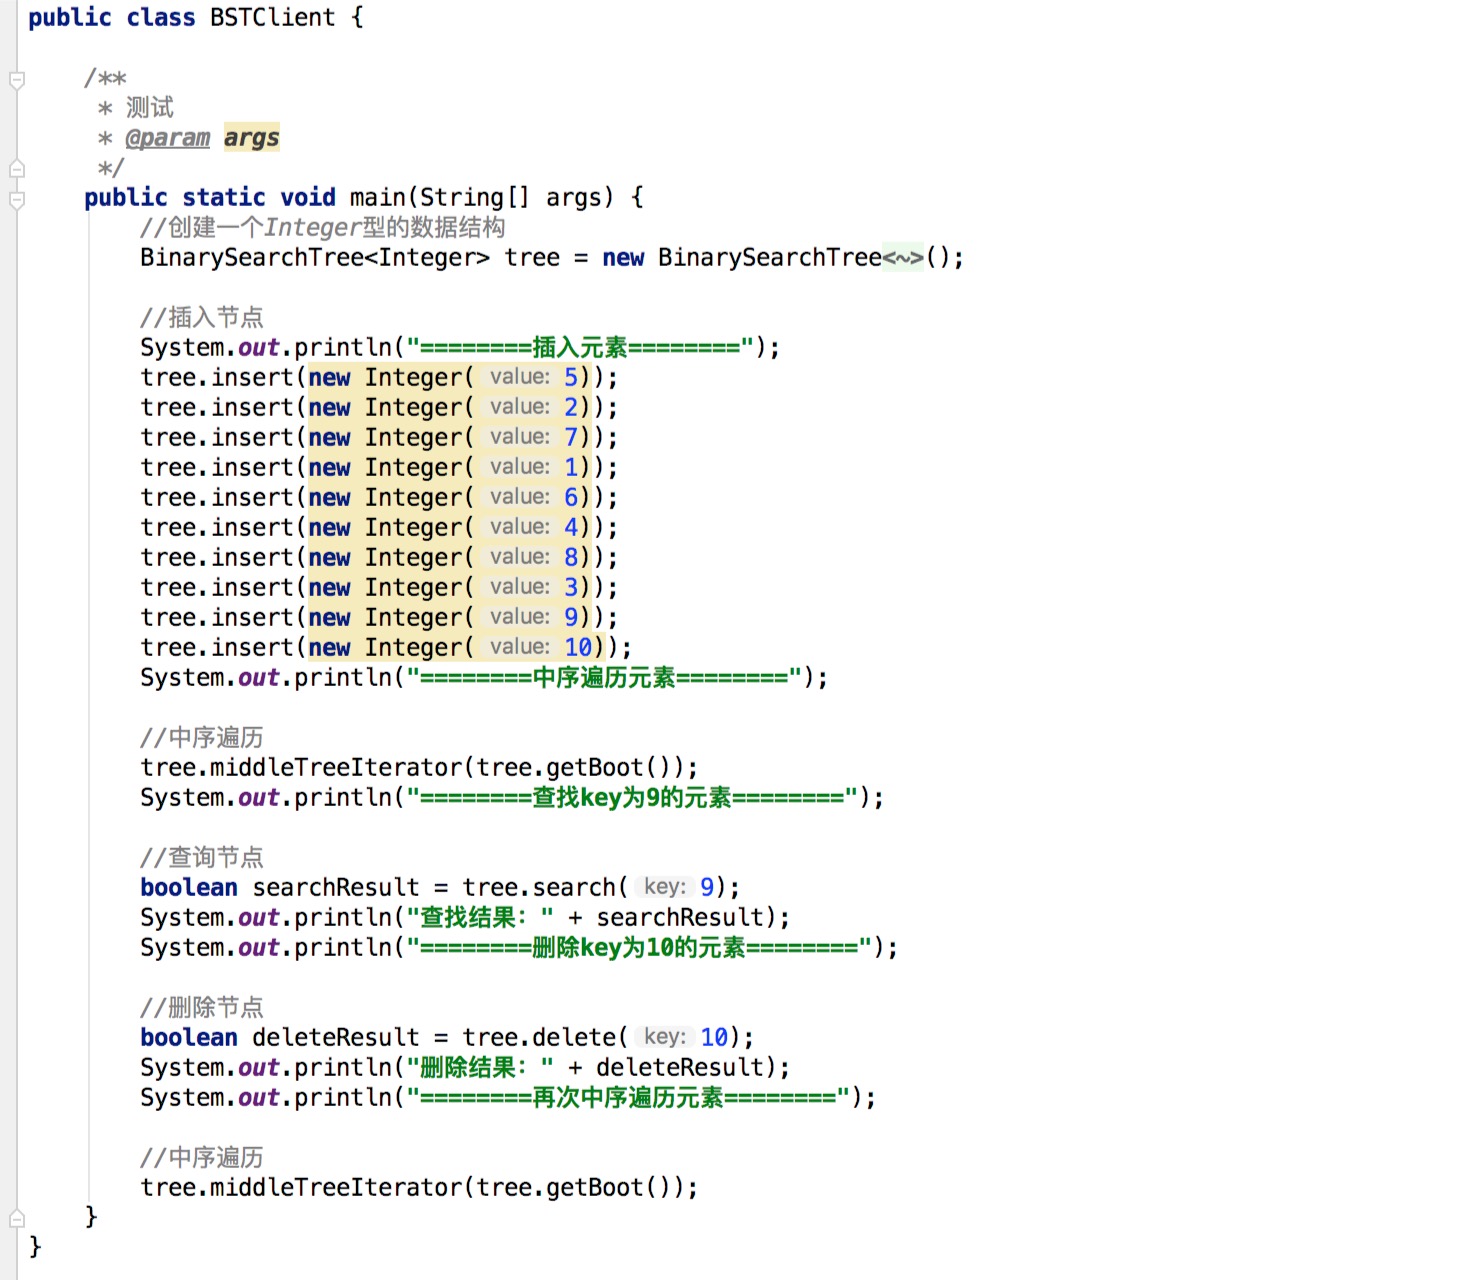 public class BSTClient {
/**
* 测试
* @param args
*/
public static void main(String[] args) {
//创建一个Integer型的数据结构
BinarySearchTree<Integer> tree = new BinarySearchTree<~>();
//插入节点
System.out.println("========插入元素========");
tree.insert(new Integer( value: 5));
tree.insert(new Integer( value: 2));
tree.insert(new Integer( value: 7));
tree.insert(new Integer( value: 1));
tree.insert(new Integer( value: 6));
tree.insert(new Integer( value: 4));
tree.insert(new Integer( value: 8));
tree.insert(new Integer( value: 3));
tree.insert(new Integer( value: 9));
tree.insert(new Integer( value: 10));
System.out.println("========中序遍历元素========");
//中序遍历
tree.middleTreeIterator(tree.getBoot());
System.out.println("========查找key为9的元素========");
//查询节点
boolean searchResult = tree.search( key: 9);
System.out.println("查找结果：" + searchResult);
System.out.println("========删除key为10的元素========");
//删除节点
boolean deleteResult = tree.delete( key: 10);
System.out.println("删除结果：" + deleteResult);
System.out.println("========再次中序遍历元素========");
//中序遍历
tree.middleTreeIterator(tree.getBoot());
}
}